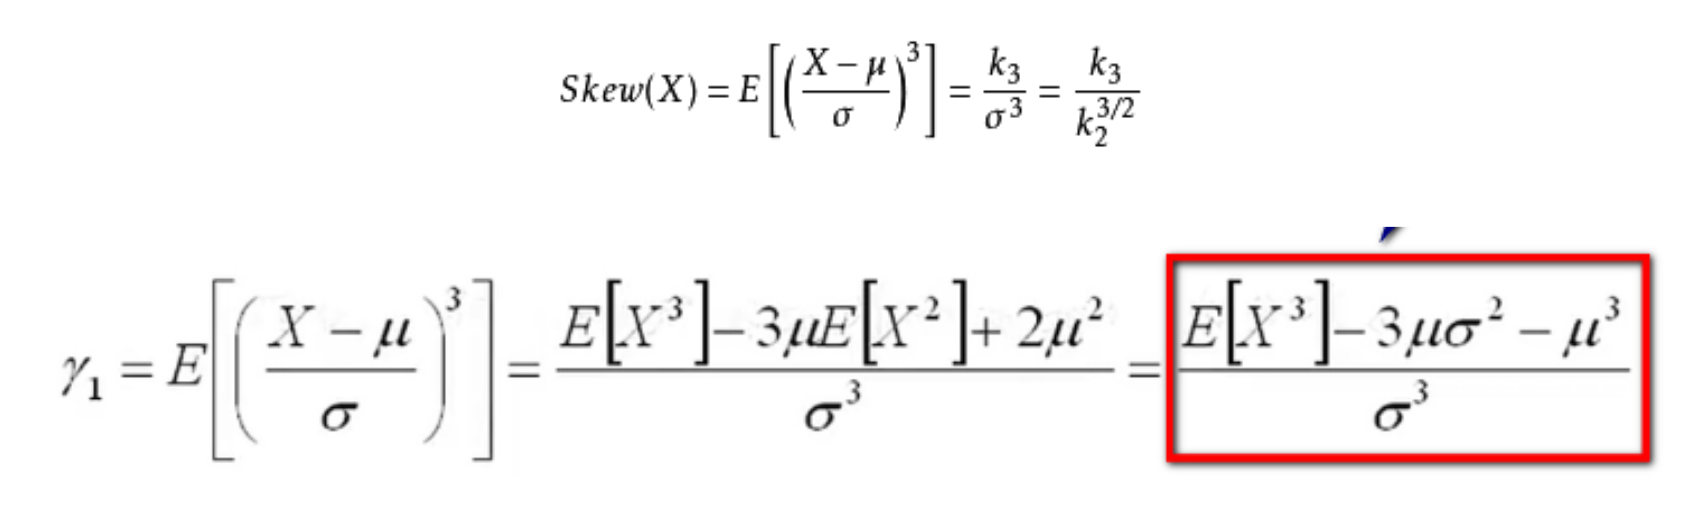 Skew(X) = E[((X − μ)/σ)^3] = k_3/σ^3 = k_3/k_2^{3/2}
γ_1 = E[((X − μ)/σ)^3] = (E[X^3] − 3μE[X^2] + 2μ^2)/σ^3 = (E[X^3] − 3μσ^2 − μ^3)/σ^3